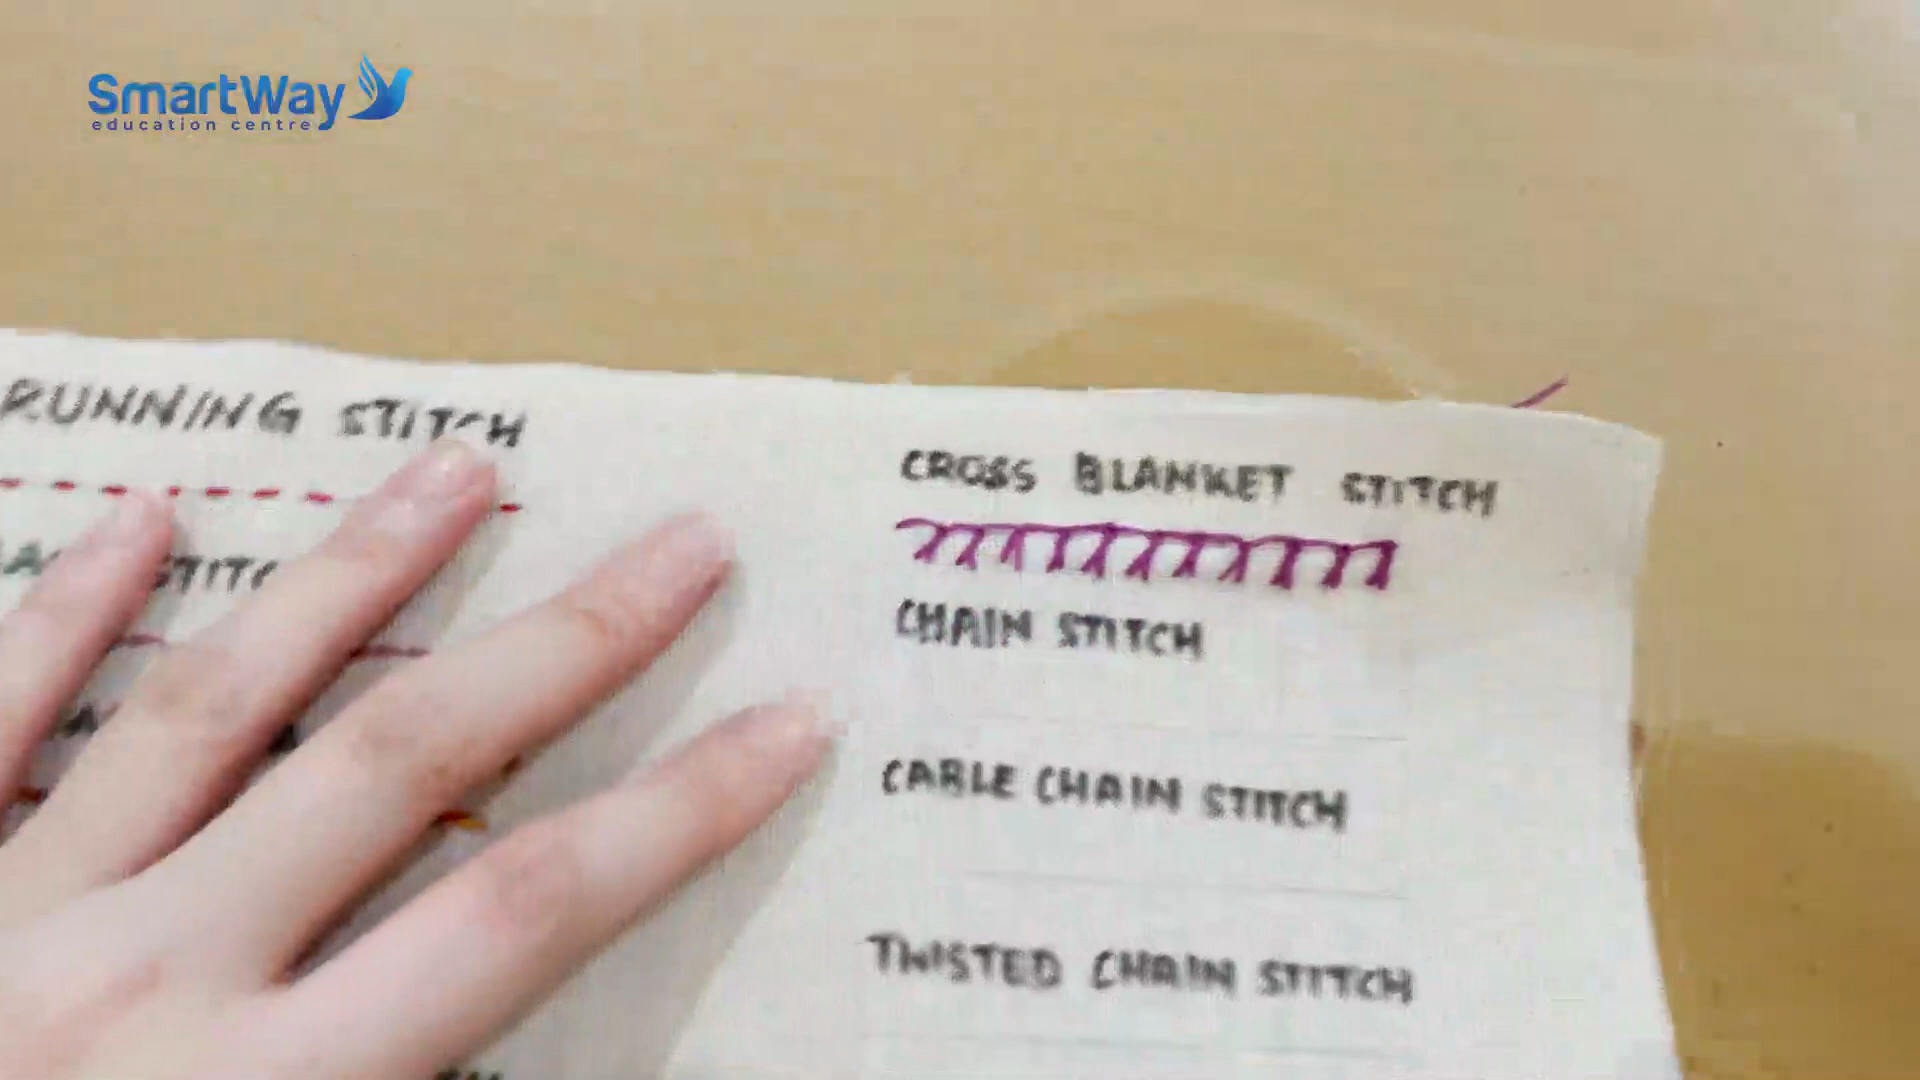 SmartWay
education centre
RUNNING STITCH
CROSS BLANKET STITCH
CHAIN STITCH
CABLE CHAIN STITCH
TWISTED CHAIN STITCH